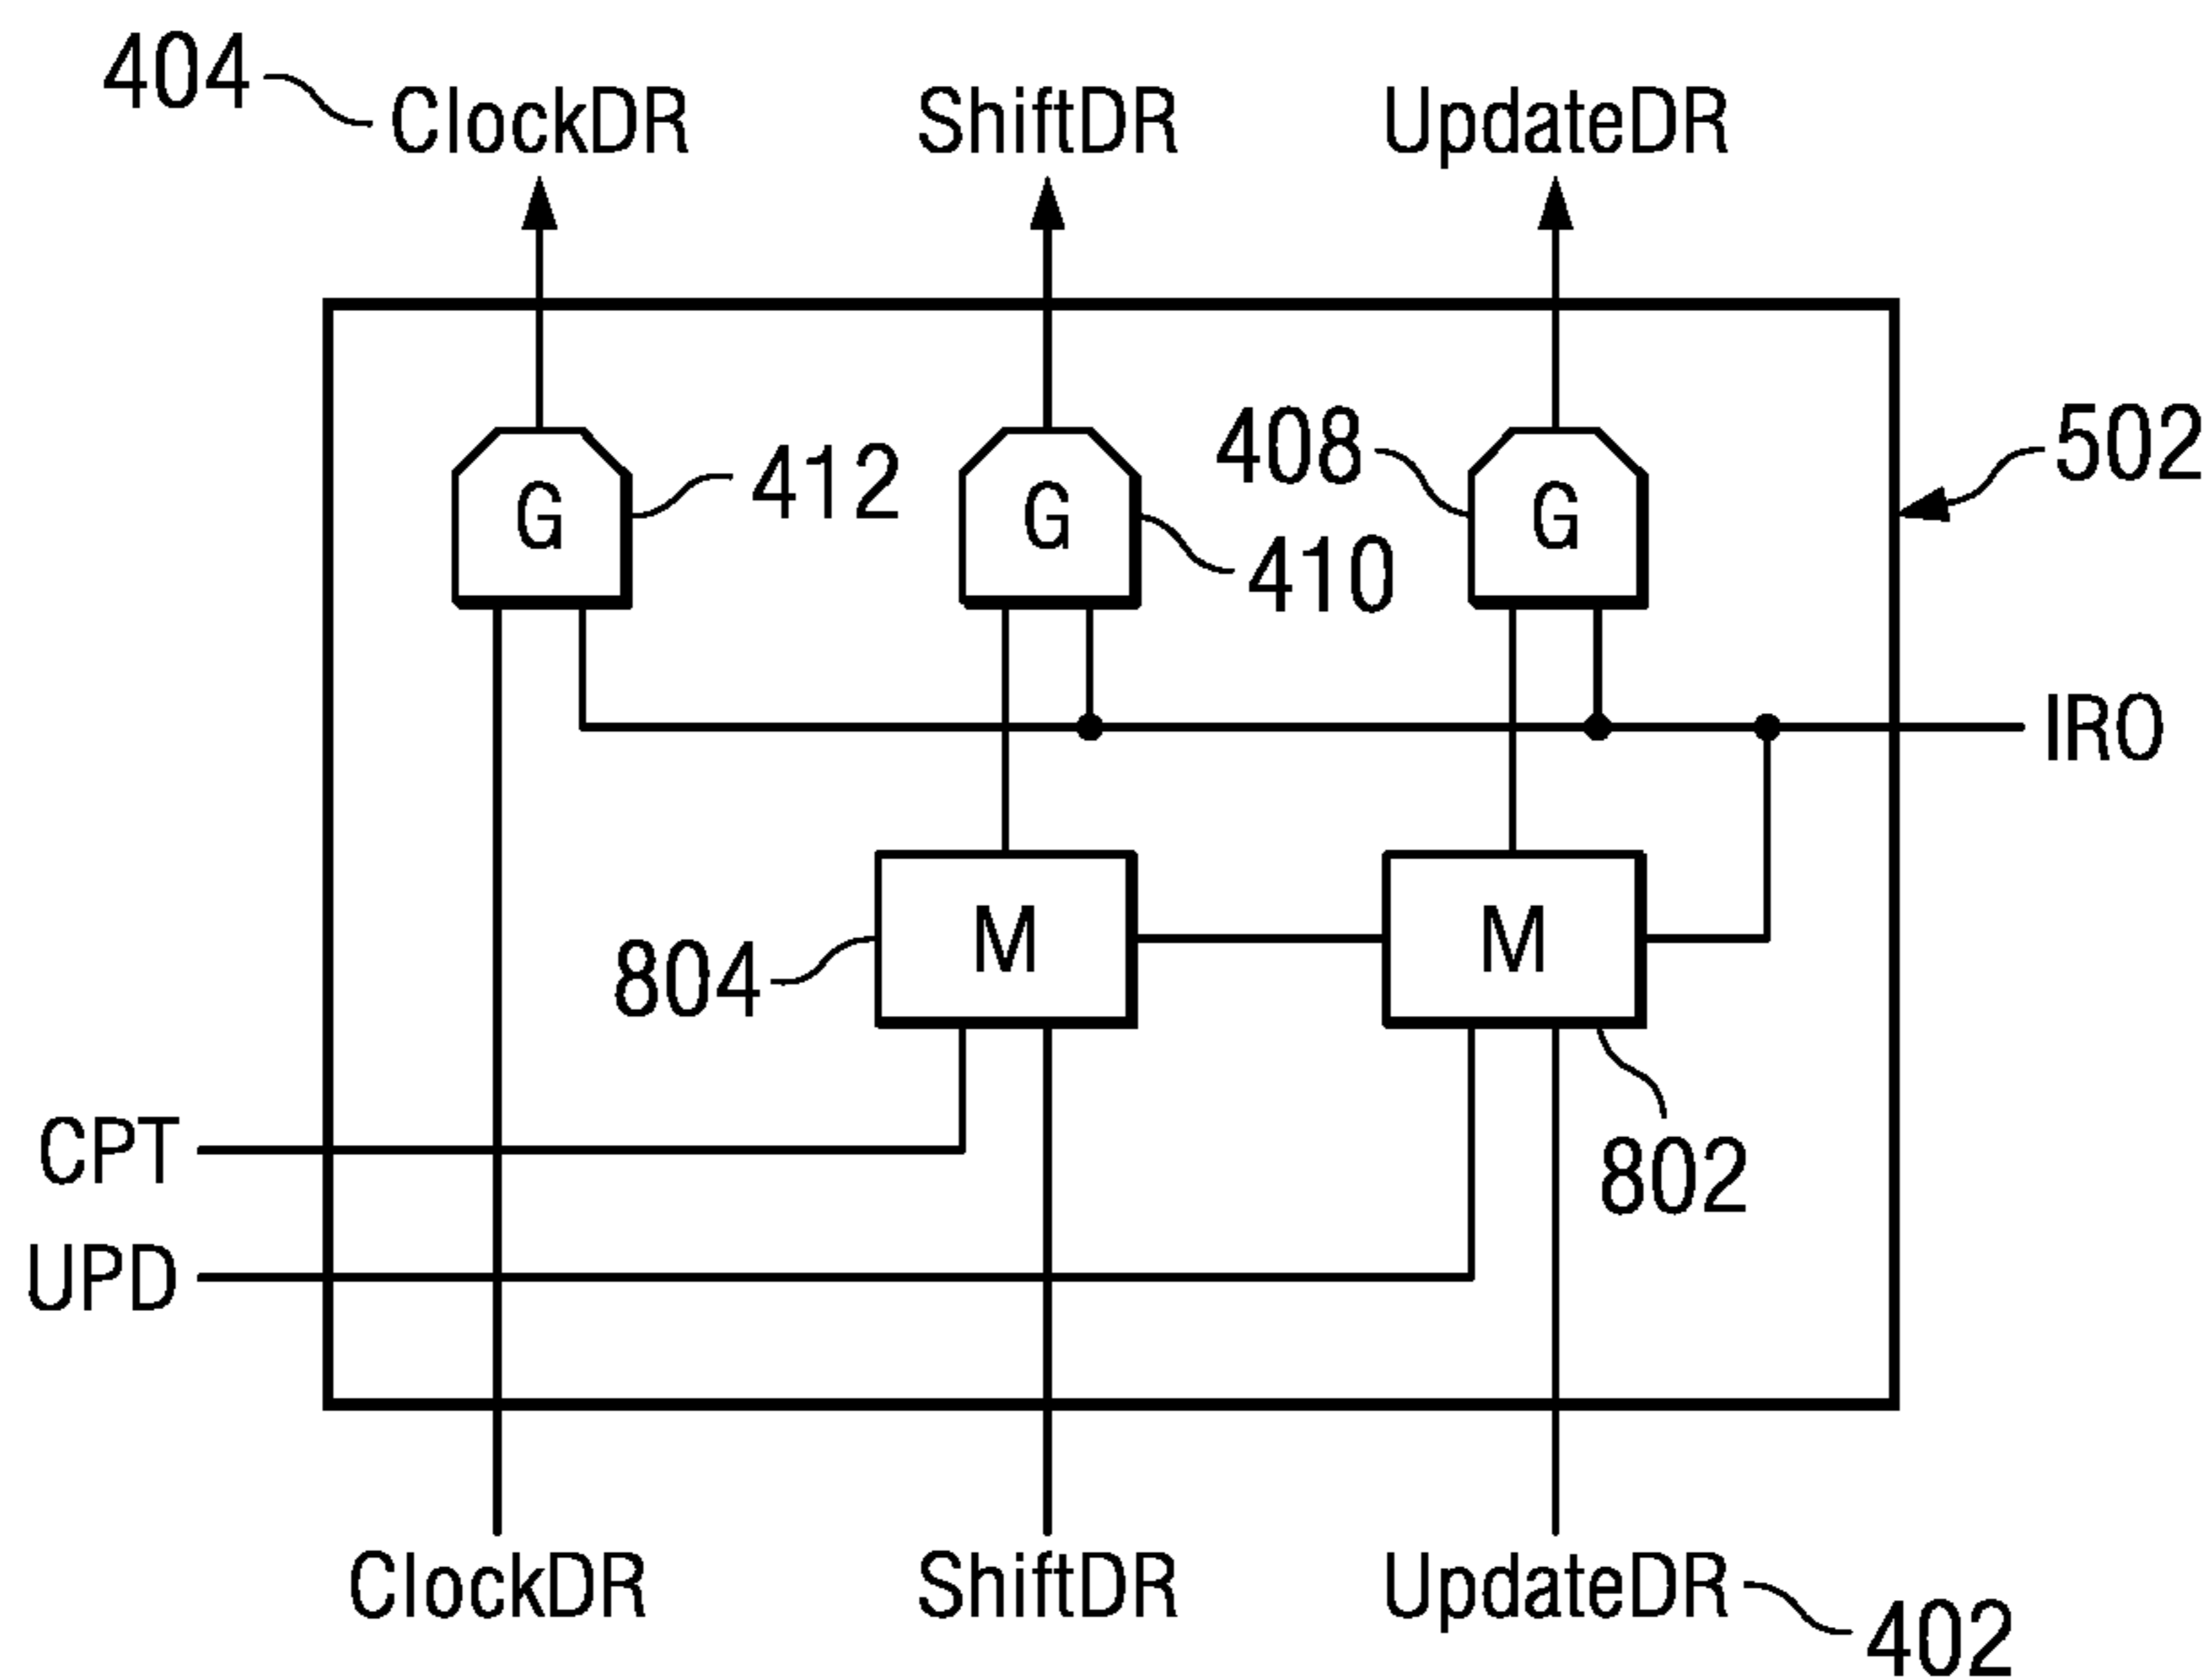 404
ClockDR
ShiftDR
UpdateDR
502
G
412
G
410
408
G
IRO
804
M
M
802
CPT
UPD
ClockDR
ShiftDR
UpdateDR
402